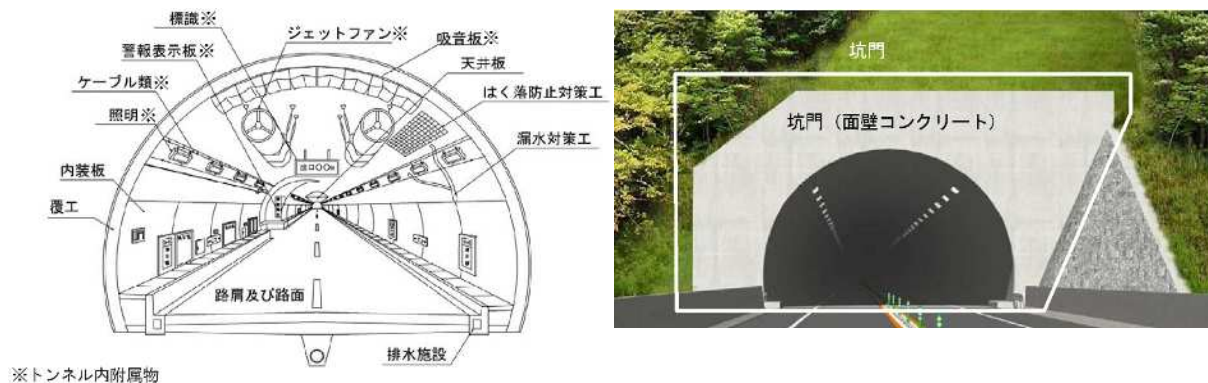 標識※
ジェットファン※
吸音板※
警報表示板※
天井板
ケーブル類※
はく落防止対策工
照明※
漏水対策工
内装板
覆工
路肩及び路面
排水施設
※トンネル内附属物
坑門
坑門(面壁コンクリート)